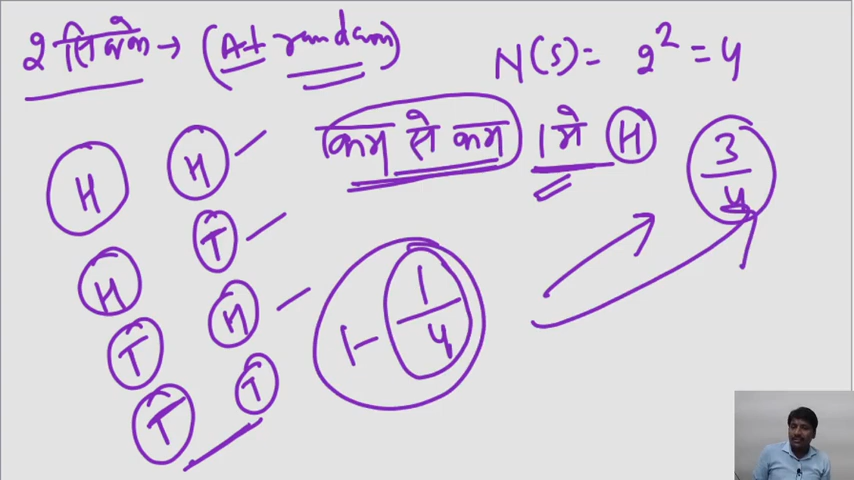 2 सिक्के → (At random)
N(S) = 2² = 4
कम से कम 1 मे H
3/4
H H
H T
T H
T T
1 - 1/4